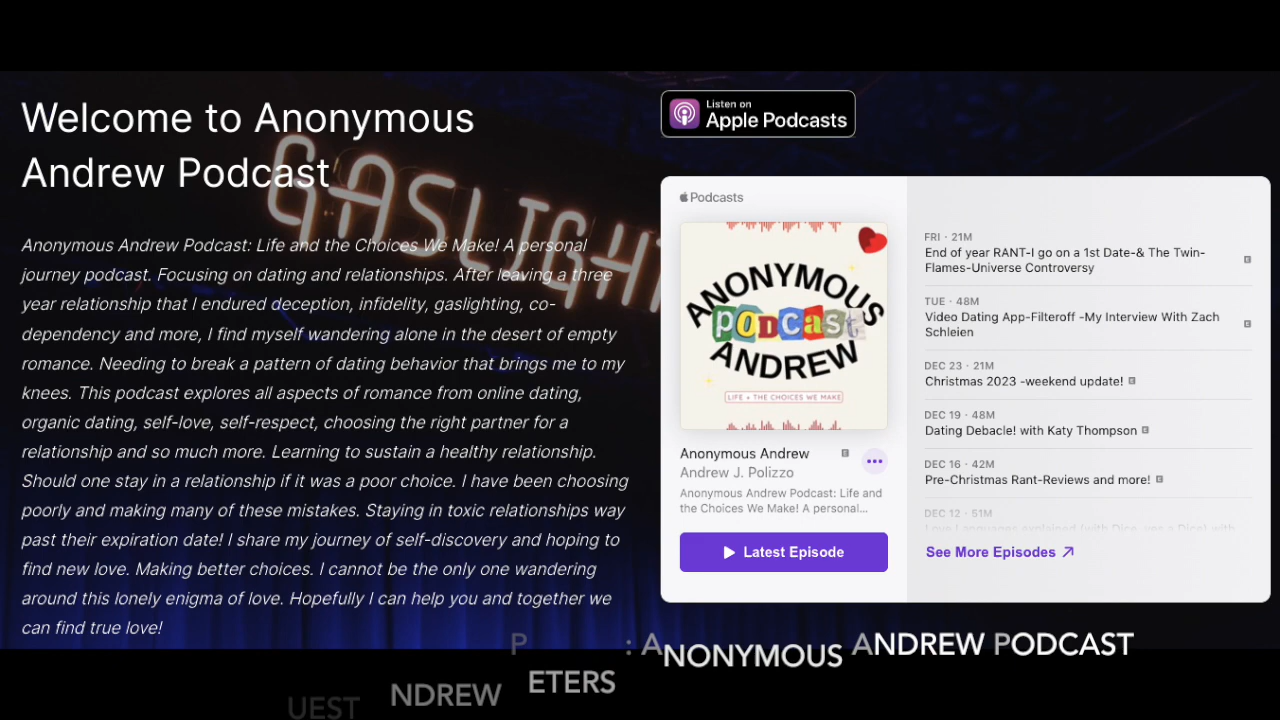 Welcome to Anonymous
Andrew Podcast
GASLIGHT
Anonymous Andrew Podcast: Life and the Choices We Make! A personal
journey podcast. Focusing on dating and relationships. After leaving a three
year relationship that I endured deception, infidelity, gaslighting, co-
dependency and more, I find myself wandering alone in the desert of empty
romance. Needing to break a pattern of dating behavior that brings me to my
knees. This podcast explores all aspects of romance from online dating,
organic dating, self-love, self-respect, choosing the right partner for a
relationship and so much more. Learning to sustain a healthy relationship.
Should one stay in a relationship if it was a poor choice. I have been choosing
poorly and making many of these mistakes. Staying in toxic relationships way
past their expiration date! I share my journey of self-discovery and hoping to
find new love. Making better choices. I cannot be the only one wandering
around this lonely enigma of love. Hopefully I can help you and together we
can find true love!
Listen on
Apple Podcasts
Podcasts
ANONYMOUS
PODCast
ANDREW
LIFE + THE CHOICES WE MAKE
Anonymous Andrew E
Andrew J. Polizzo
Anonymous Andrew Podcast: Life and
the Choices We Make! A personal...
Latest Episode
FRI · 21M
End of year RANT-I go on a 1st Date-& The Twin-
Flames-Universe Controversy E
TUE · 48M
Video Dating App-Filteroff -My Interview With Zach
Schleien E
DEC 23 · 21M
Christmas 2023 -weekend update! E
DEC 19 · 48M
Dating Debacle! with Katy Thompson E
DEC 16 · 42M
Pre-Christmas Rant-Reviews and more! E
DEC 12 · 51M
Love Languages explained (with Dice, yes a Dice) with
See More Episodes
UEST NDREW P ETERS : ANONYMOUS ANDREW PODCAST